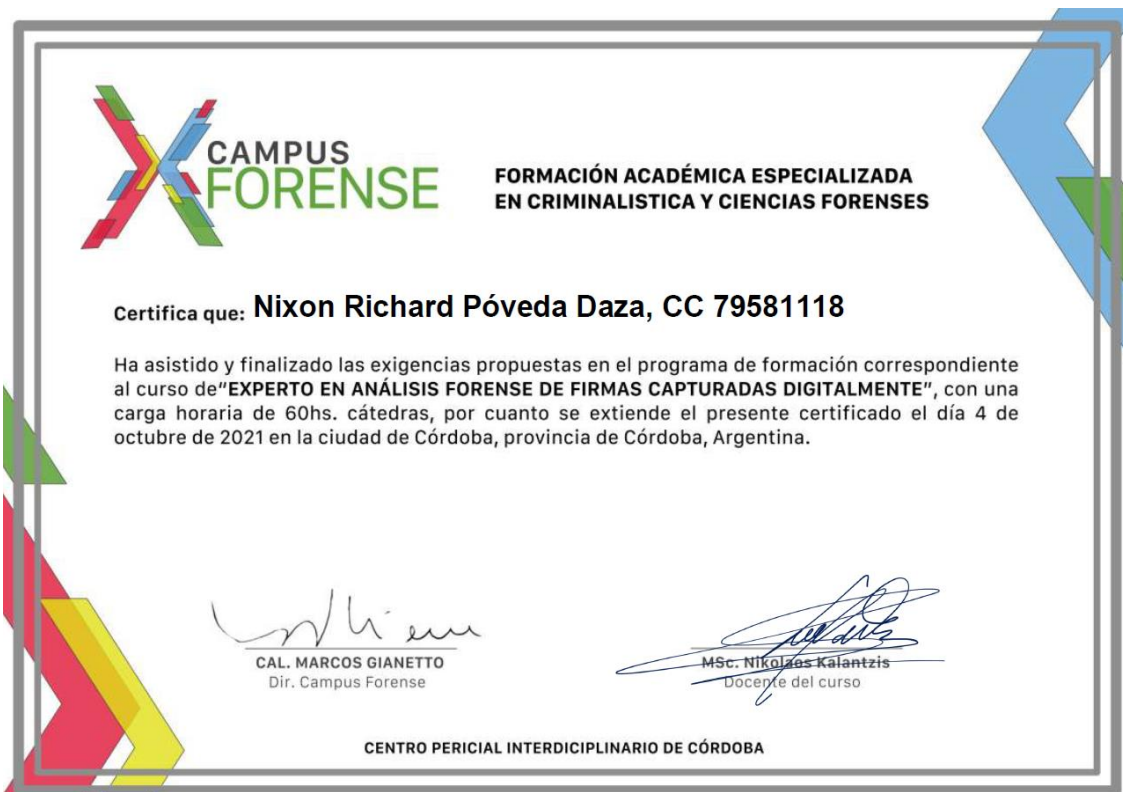 CAMPUS
FORENSE
FORMACIÓN ACADÉMICA ESPECIALIZADA
EN CRIMINALISTICA Y CIENCIAS FORENSES
Certifica que: Nixon Richard Póveda Daza, CC 79581118
Ha asistido y finalizado las exigencias propuestas en el programa de formación correspondiente
al curso de“EXPERTO EN ANÁLISIS FORENSE DE FIRMAS CAPTURADAS DIGITALMENTE”, con una
carga horaria de 60hs. cátedras, por cuanto se extiende el presente certificado el día 4 de
octubre de 2021 en la ciudad de Córdoba, provincia de Córdoba, Argentina.
CAL. MARCOS GIANETTO
Dir. Campus Forense
MSc. Nikolaos Kalantzis
Docente del curso
CENTRO PERICIAL INTERDICIPLINARIO DE CÓRDOBA